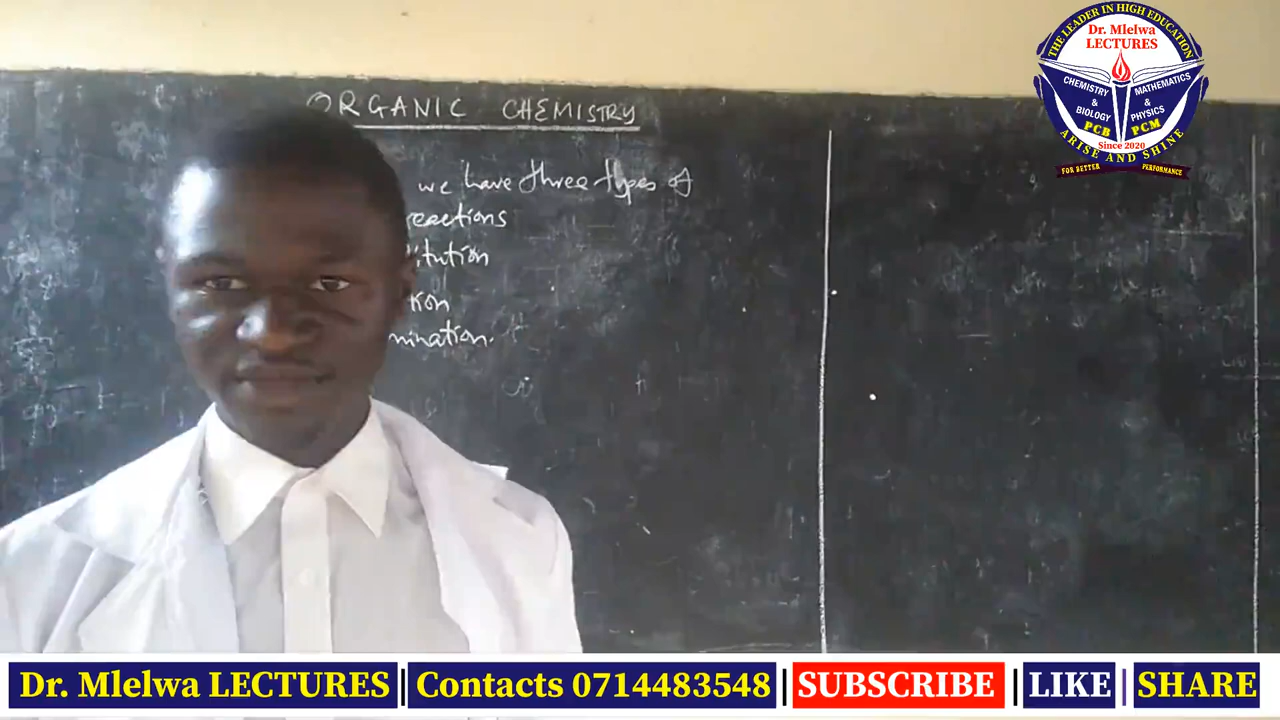 ORGANIC CHEMISTRY
we have three types of
reactions
itution
tion
mination.
THE LEADER IN HIGH EDUCATION
Dr. Mlelwa
LECTURES
CHEMISTRY
&
BIOLOGY
PCB
MATHEMATICS
&
PHYSICS
PCM
Since 2020
ARISE AND SHINE
FOR BETTER PERFORMANCE
Dr. Mlelwa LECTURES Contacts 0714483548 SUBSCRIBE LIKE SHARE